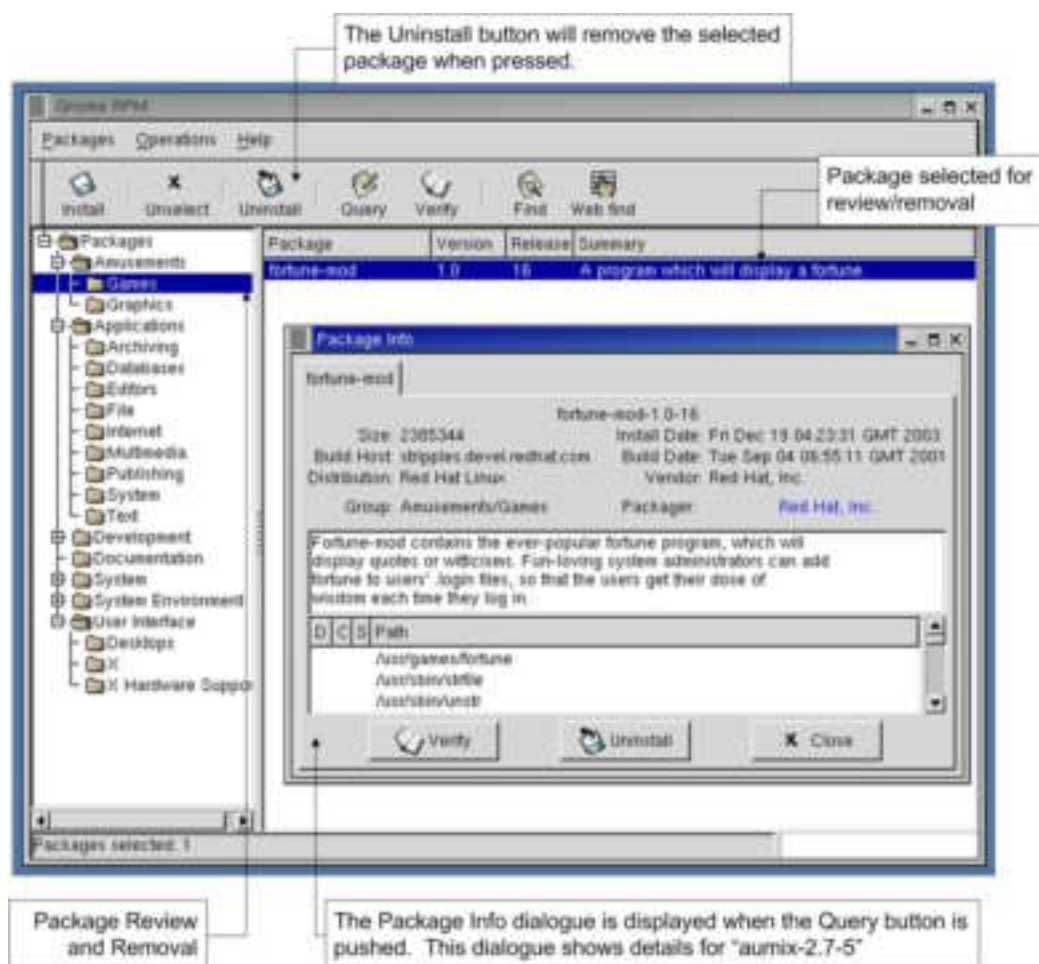 The Uninstall button will remove the selected
package when pressed.
Gnome RPM
Packages Operations Help
Install Unselect Uninstall Query Verify Find Web find
Package selected for
review/removal
Packages
Amusements
Games
Graphics
Applications
Archiving
Databases
Editors
File
Internet
Multimedia
Publishing
System
Text
Development
Documentation
System
System Environment
User Interface
Desktops
X
X Hardware Suppor
Package Version Release Summary
fortune-mod 1.0 16 A program which will display a fortune
Package Info
fortune-mod
fortune-mod-1.0-16
Size: 2385344 Install Date: Fri Dec 19 04:23:31 GMT 2003
Build Host: stripples.devel.redhat.com Build Date: Tue Sep 04 08:55:11 GMT 2001
Distribution: Red Hat Linux Vendor: Red Hat, Inc.
Group: Amusements/Games Packager: Red Hat, Inc.
Fortune-mod contains the ever-popular fortune program, which will
display quotes or witticisms. Fun-loving system administrators can add
fortune to users' .login files, so that the users get their dose of
wisdom each time they log in.
D C S Path
/usr/games/fortune
/usr/sbin/strfile
/usr/sbin/unstr
Verify Uninstall Close
Packages selected: 1
Package Review
and Removal
The Package Info dialogue is displayed when the Query button is
pushed. This dialogue shows details for "aumix-2.7-5"